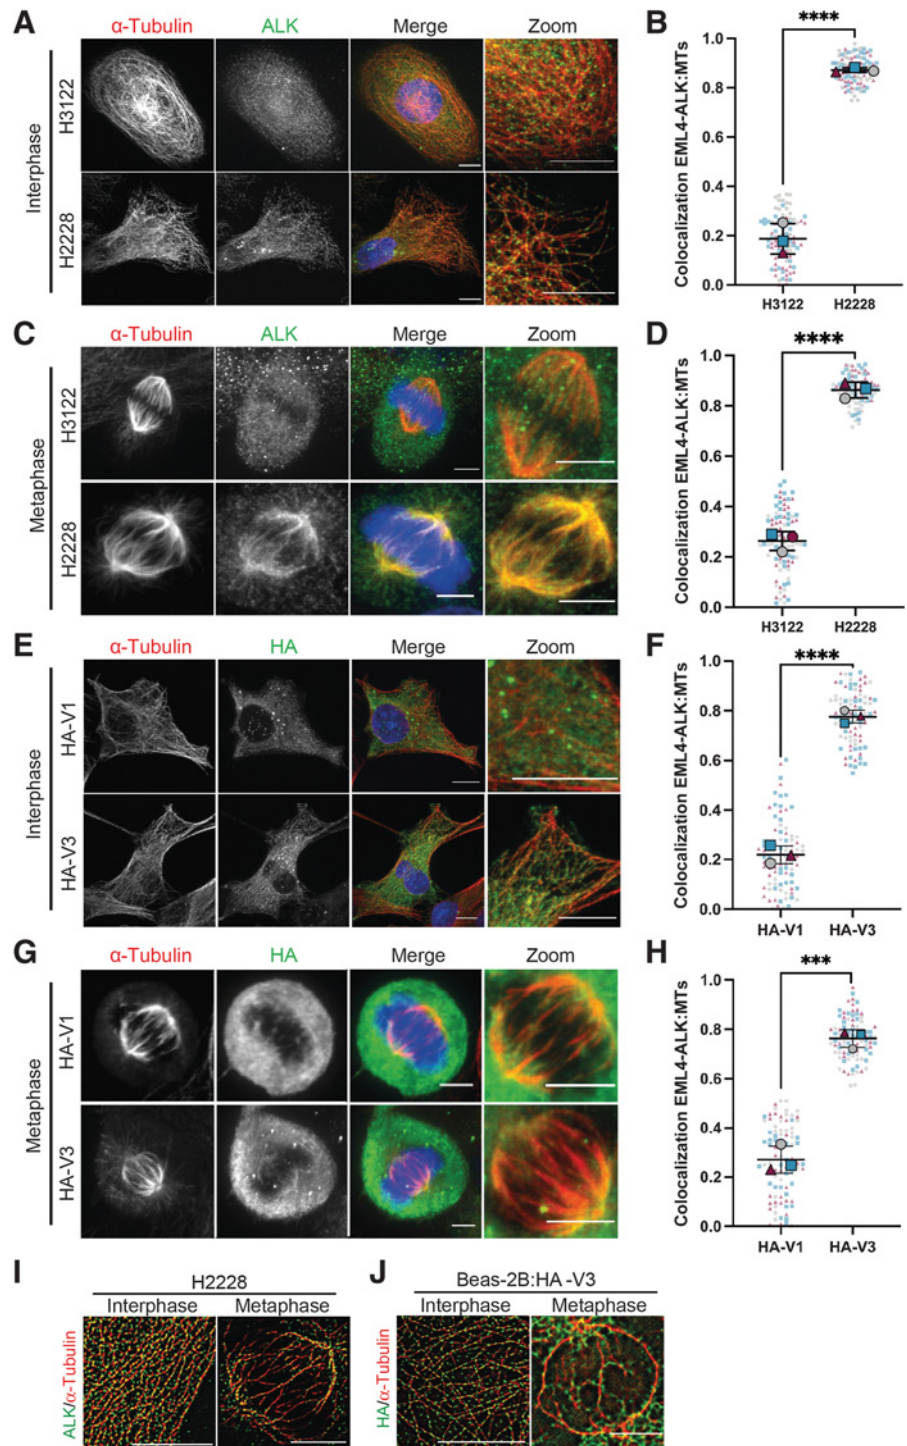 A
α-Tubulin ALK Merge Zoom
Interphase
H3122
H2228
B
****
Colocalization EML4-ALK:MTs
1.0
0.8
0.6
0.4
0.2
0.0
H3122 H2228
C
α-Tubulin ALK Merge Zoom
Metaphase
H3122
H2228
D
****
Colocalization EML4-ALK:MTs
1.0
0.8
0.6
0.4
0.2
0.0
H3122 H2228
E
α-Tubulin HA Merge Zoom
Interphase
HA-V1
HA-V3
F
****
Colocalization EML4-ALK:MTs
1.0
0.8
0.6
0.4
0.2
0.0
HA-V1 HA-V3
G
α-Tubulin HA Merge Zoom
Metaphase
HA-V1
HA-V3
H
***
Colocalization EML4-ALK:MTs
1.0
0.8
0.6
0.4
0.2
0.0
HA-V1 HA-V3
I
H2228
Interphase Metaphase
ALK/α-Tubulin
J
Beas-2B:HA -V3
Interphase Metaphase
HA/α-Tubulin